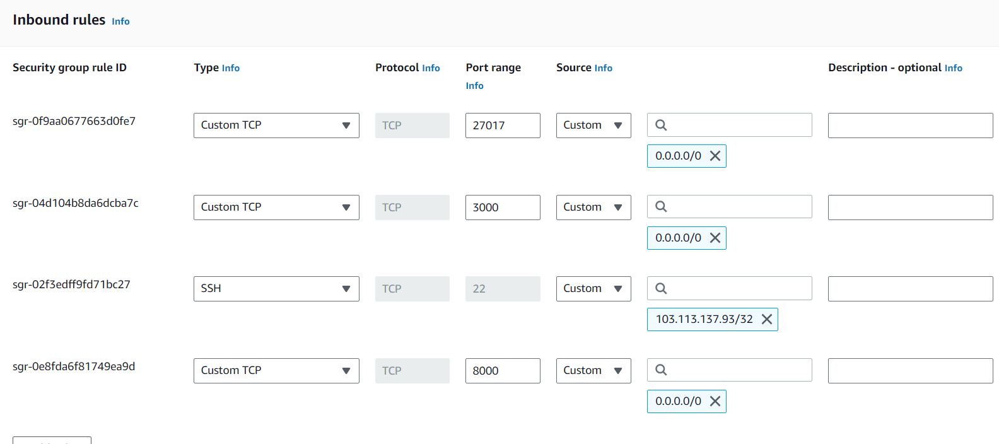 Inbound rules Info
Security group rule ID Type Info Protocol Info Port range Info Source Info Description - optional Info
sgr-0f9aa0677663d0fe7 Custom TCP TCP 27017 Custom
0.0.0.0/0
sgr-04d104b8da6dcba7c Custom TCP TCP 3000 Custom
0.0.0.0/0
sgr-02f3edff9fd71bc27 SSH TCP 22 Custom
103.113.137.93/32
sgr-0e8fda6f81749ea9d Custom TCP TCP 8000 Custom
0.0.0.0/0